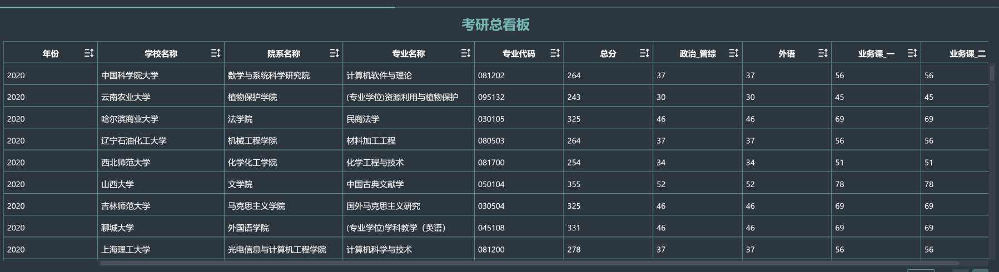 考研总看板
年份 学校名称 院系名称 专业名称 专业代码 总分 政治_管综 外语 业务课_一 业务课_二
2020 中国科学院大学 数学与系统科学研究院 计算机软件与理论 081202 264 37 37 56 56
2020 云南农业大学 植物保护学院 (专业学位)资源利用与植物保护 095132 243 30 30 45 45
2020 哈尔滨商业大学 法学院 民商法学 030105 325 46 46 69 69
2020 辽宁石油化工大学 机械工程学院 材料加工工程 080503 264 37 37 56 56
2020 西北师范大学 化学化工学院 化学工程与技术 081700 254 34 34 51 51
2020 山西大学 文学院 中国古典文献学 050104 355 52 52 78 78
2020 吉林师范大学 马克思主义学院 国外马克思主义研究 030504 325 46 46 69 69
2020 聊城大学 外国语学院 (专业学位)学科教学（英语） 045108 331 46 46 69 69
2020 上海理工大学 光电信息与计算机工程学院 计算机科学与技术 081200 278 37 37 56 56